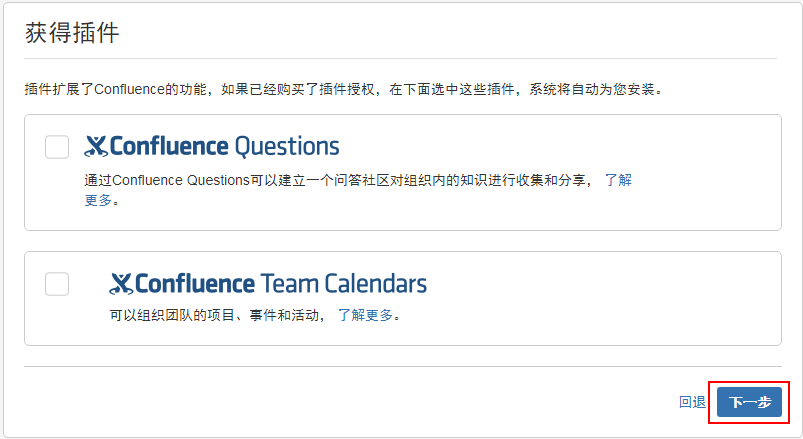 获得插件
插件扩展了Confluence的功能，如果已经购买了插件授权，在下面选中这些插件，系统将自动为您安装。
Confluence Questions
通过Confluence Questions可以建立一个问答社区对组织内的知识进行收集和分享， 了解
更多。
Confluence Team Calendars
可以组织团队的项目、事件和活动， 了解更多。
回退 下一步